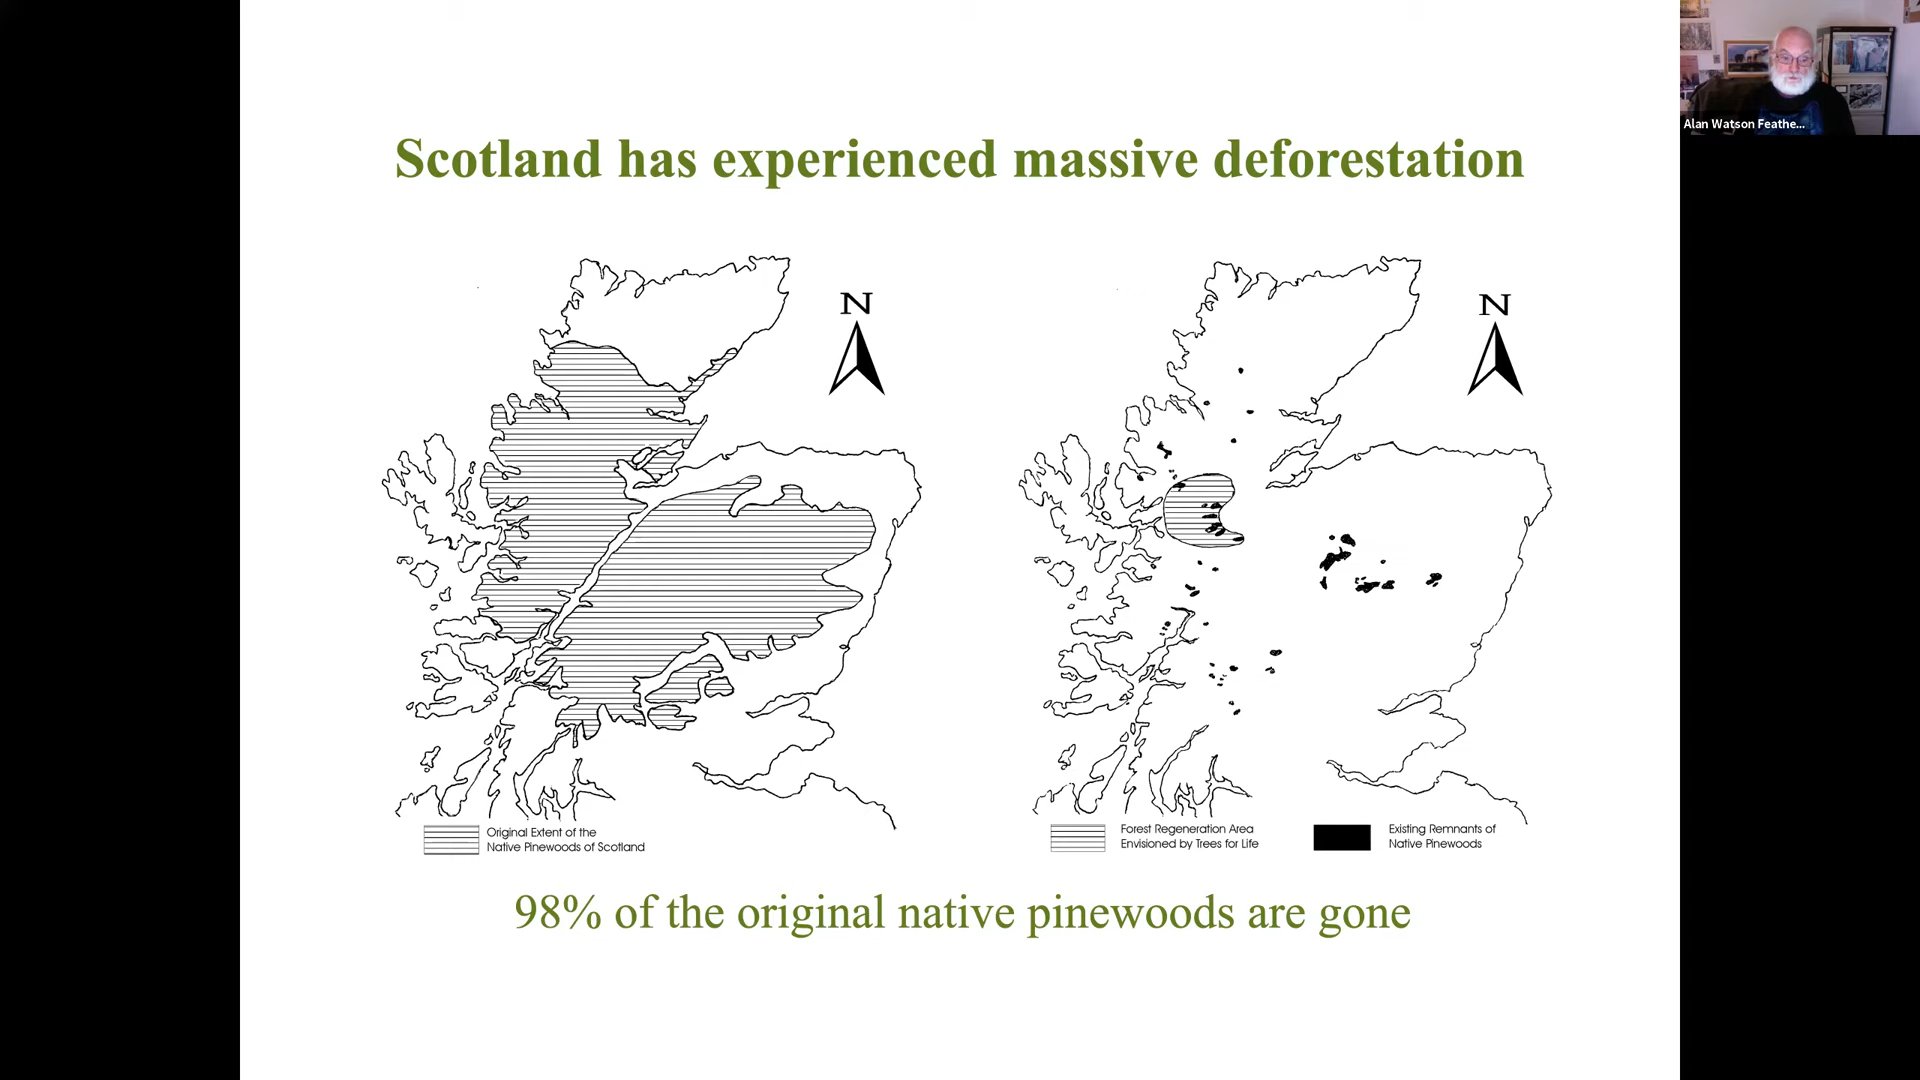 Alan Watson Feathe...
Scotland has experienced massive deforestation
N
N
Original Extent of the
Native Pinewoods of Scotland
Forest Regeneration Area
Envisioned by Trees for Life
Existing Remnants of
Native Pinewoods
98% of the original native pinewoods are gone